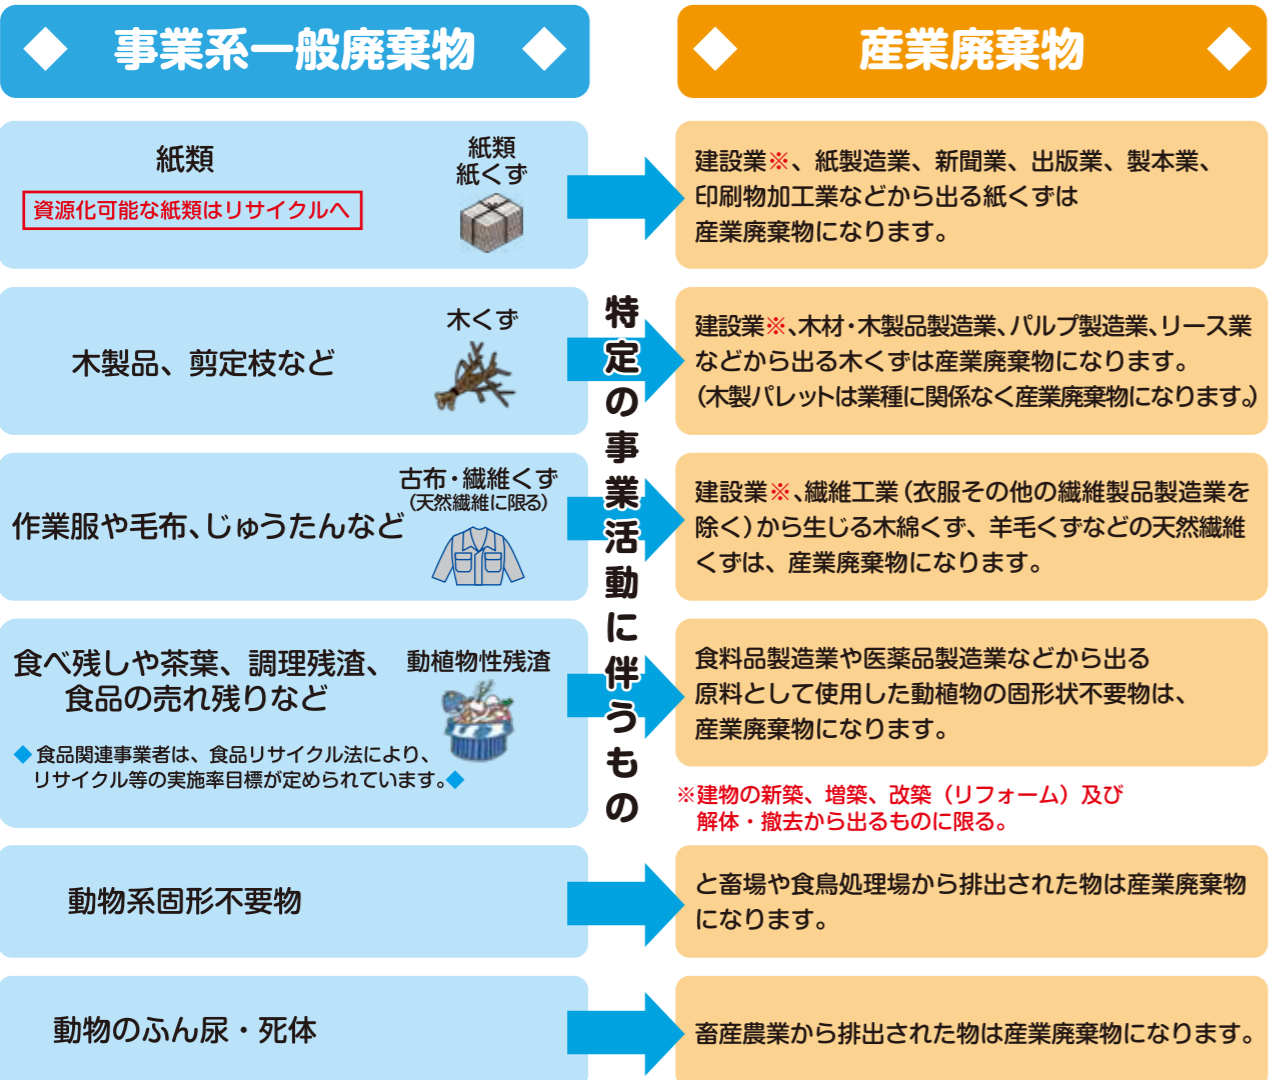 ◆ 事業系一般廃棄物 ◆
◆ 産業廃棄物 ◆
紙類
資源化可能な紙類はリサイクルへ
紙類
紙くず
建設業※、紙製造業、新聞業、出版業、製本業、
印刷物加工業などから出る紙くずは
産業廃棄物になります。
特定の事業活動に伴うもの
木製品、剪定枝など
木くず
建設業※、木材・木製品製造業、パルプ製造業、リース業
などから出る木くずは産業廃棄物になります。
(木製パレットは業種に関係なく産業廃棄物になります。)
作業服や毛布、じゅうたんなど
古布・繊維くず
(天然繊維に限る)
建設業※、繊維工業(衣服その他の繊維製品製造業を
除く)から生じる木綿くず、羊毛くずなどの天然繊維
くずは、産業廃棄物になります。
食べ残しや茶葉、調理残渣、
食品の売れ残りなど
動植物性残渣
◆食品関連事業者は、食品リサイクル法により、
リサイクル等の実施率目標が定められています。◆
食料品製造業や医薬品製造業などから出る
原料として使用した動植物の固形状不要物は、
産業廃棄物になります。
※建物の新築、増築、改築（リフォーム）及び
解体・撤去から出るものに限る。
動物系固形不要物
と畜場や食鳥処理場から排出された物は産業廃棄物
になります。
動物のふん尿・死体
畜産農業から排出された物は産業廃棄物になります。